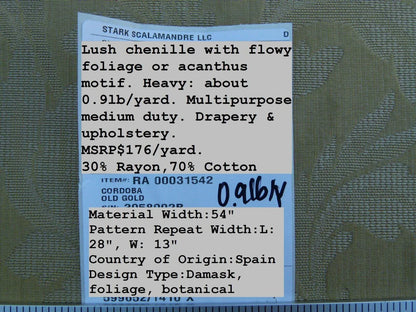 STARK SCALAMANDRE LLC D
Lush chenille with flowy
foliage or acanthus
motif. Heavy: about
0.9lb/yard. Multipurpose
medium duty. Drapery &
upholstery.
MSRP$176/yard.
30% Rayon,70% Cotton
ITEM#: RA 00031542
CORDOBA
OLD GOLD
0.9lb/y
Material Width:54"
Pattern Repeat Width:L:
28", W: 13"
Country of Origin:Spain
Design Type:Damask,
foliage, botanical